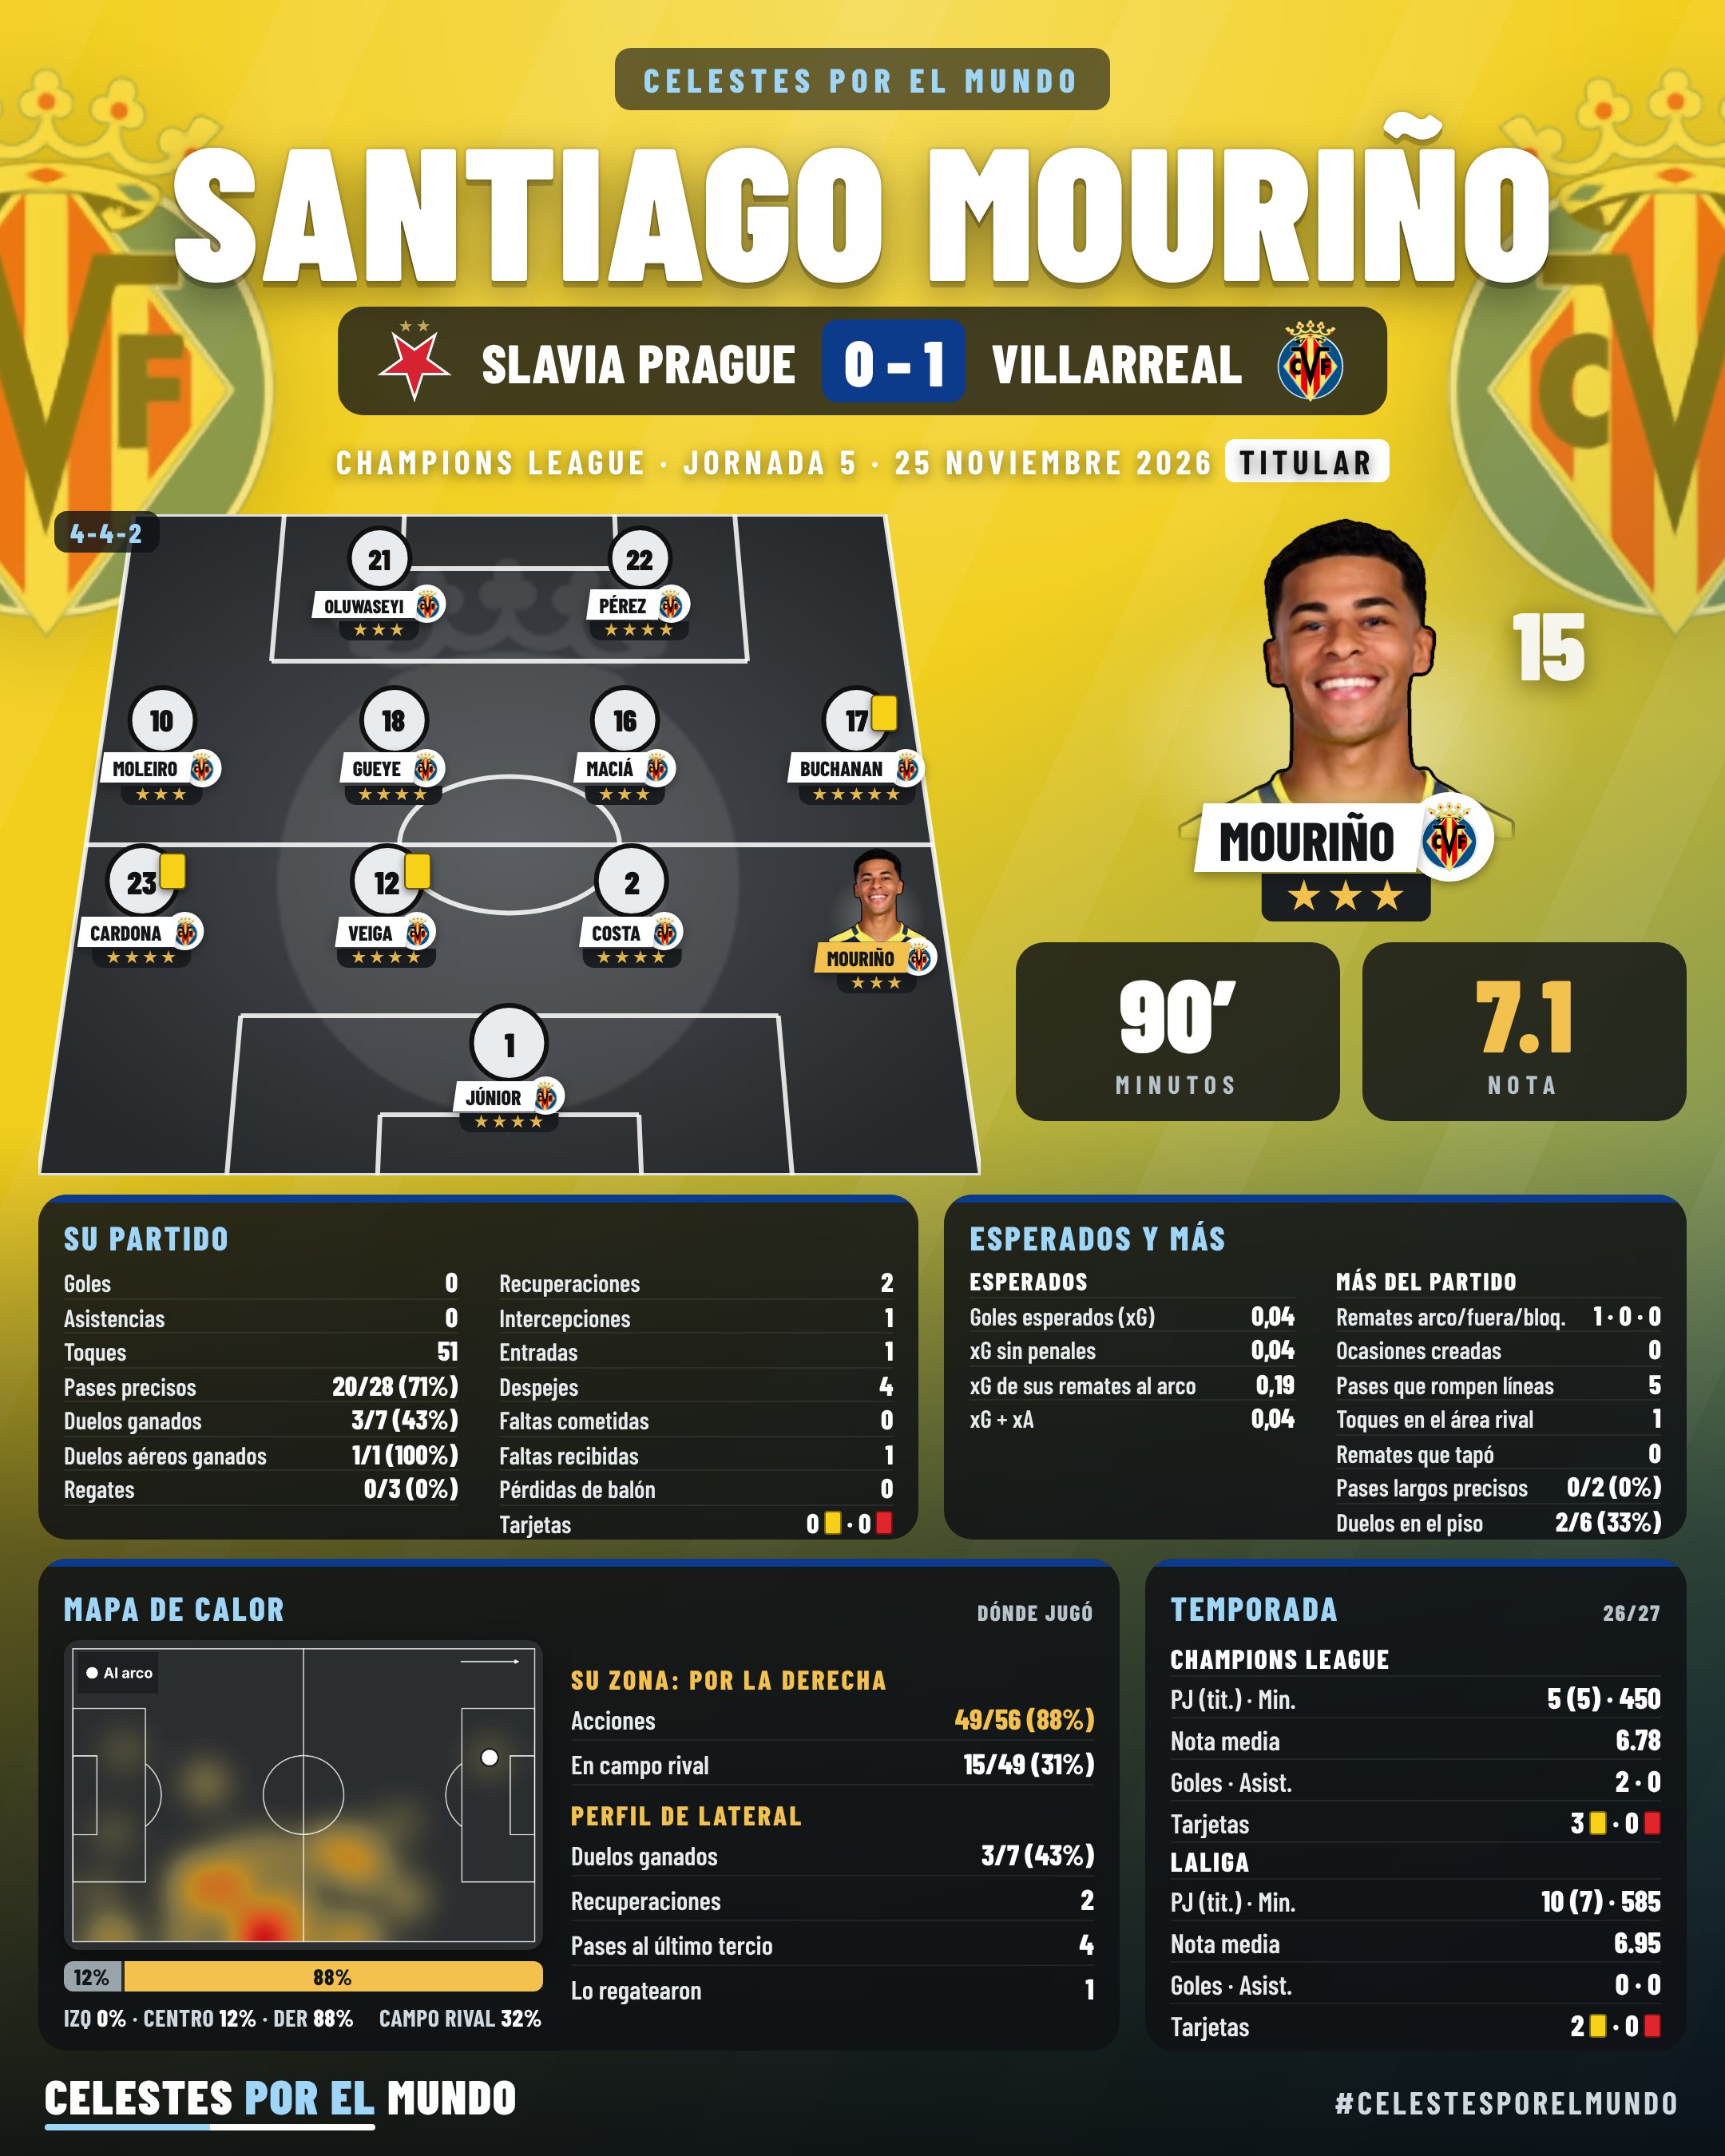 CELESTES POR EL MUNDO
SANTIAGO MOURIÑO
SLAVIA PRAGUE 0 - 1 VILLARREAL
CHAMPIONS LEAGUE · JORNADA 5 · 25 NOVIEMBRE 2026 TITULAR
4-4-2
21 22
OLUWASEYI PÉREZ
10 18 16 17
MOLEIRO GUEYE MACIÁ BUCHANAN
23 12 2
CARDONA VEIGA COSTA MOURIÑO
1
JÚNIOR
15
MOURIÑO
90' 7.1
MINUTOS NOTA
SU PARTIDO
Goles 0
Asistencias 0
Toques 51
Pases precisos 20/28 (71%)
Duelos ganados 3/7 (43%)
Duelos aéreos ganados 1/1 (100%)
Regates 0/3 (0%)
Recuperaciones 2
Intercepciones 1
Entradas 1
Despejes 4
Faltas cometidas 0
Faltas recibidas 1
Pérdidas de balón 0
Tarjetas 0 · 0
ESPERADOS Y MÁS
ESPERADOS
Goles esperados (xG) 0,04
xG sin penales 0,04
xG de sus remates al arco 0,19
xG + xA 0,04
MÁS DEL PARTIDO
Remates arco/fuera/bloq. 1 · 0 · 0
Ocasiones creadas 0
Pases que rompen líneas 5
Toques en el área rival 1
Remates que tapó 0
Pases largos precisos 0/2 (0%)
Duelos en el piso 2/6 (33%)
MAPA DE CALOR DÓNDE JUGÓ
Al arco
12% 88%
IZQ 0% · CENTRO 12% · DER 88% CAMPO RIVAL 32%
SU ZONA: POR LA DERECHA
Acciones 49/56 (88%)
En campo rival 15/49 (31%)
PERFIL DE LATERAL
Duelos ganados 3/7 (43%)
Recuperaciones 2
Pases al último tercio 4
Lo regatearon 1
TEMPORADA 26/27
CHAMPIONS LEAGUE
PJ (tit.) · Min. 5 (5) · 450
Nota media 6.78
Goles · Asist. 2 · 0
Tarjetas 3 · 0
LALIGA
PJ (tit.) · Min. 10 (7) · 585
Nota media 6.95
Goles · Asist. 0 · 0
Tarjetas 2 · 0
CELESTES POR EL MUNDO
#CELESTESPORELMUNDO